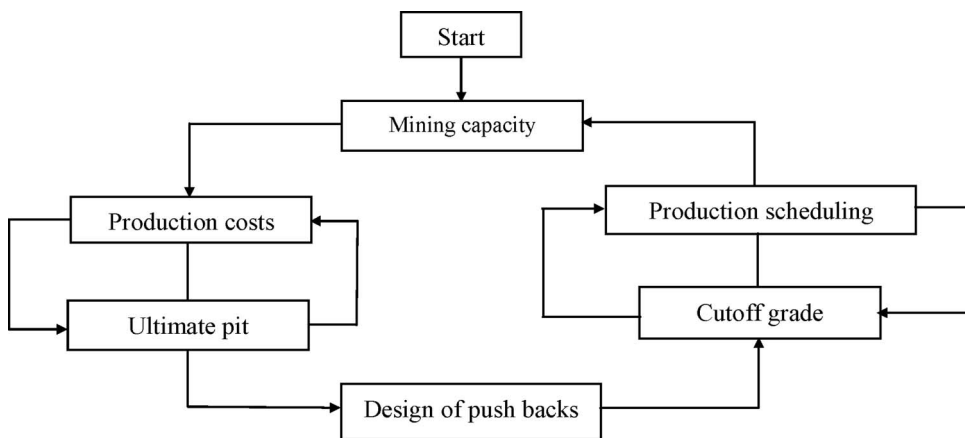 Start
Mining capacity
Production costs
Production scheduling
Ultimate pit
Cutoff grade
Design of push backs